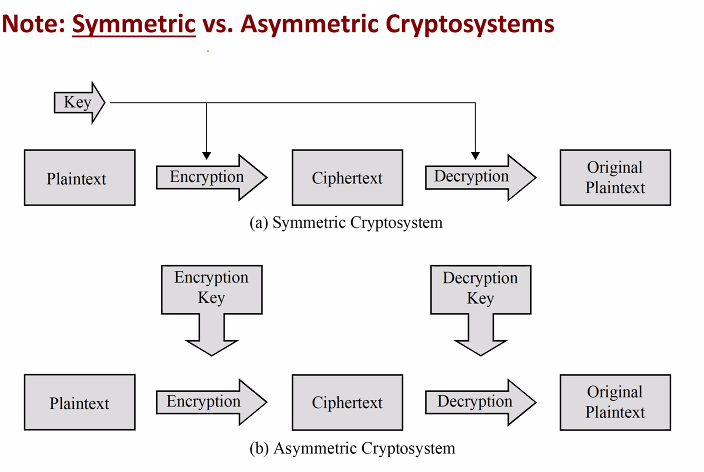 Note: Symmetric vs. Asymmetric Cryptosystems
Key
Plaintext
Encryption
Ciphertext
Decryption
Original
Plaintext
(a) Symmetric Cryptosystem
Encryption
Key
Decryption
Key
Plaintext
Encryption
Ciphertext
Decryption
Original
Plaintext
(b) Asymmetric Cryptosystem